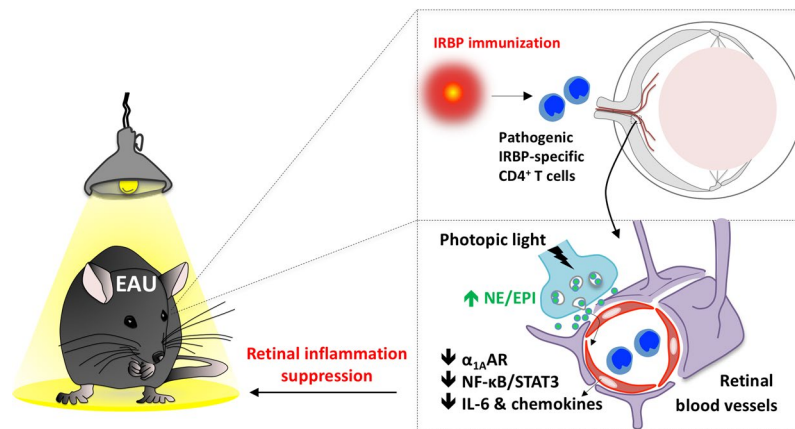 IRBP immunization
Pathogenic
IRBP-specific
CD4⁺ T cells
Photopic light
NE/EPI
EAU
Retinal inflammation
suppression
α₁ₐAR
NF-κB/STAT3
IL-6 & chemokines
Retinal
blood vessels